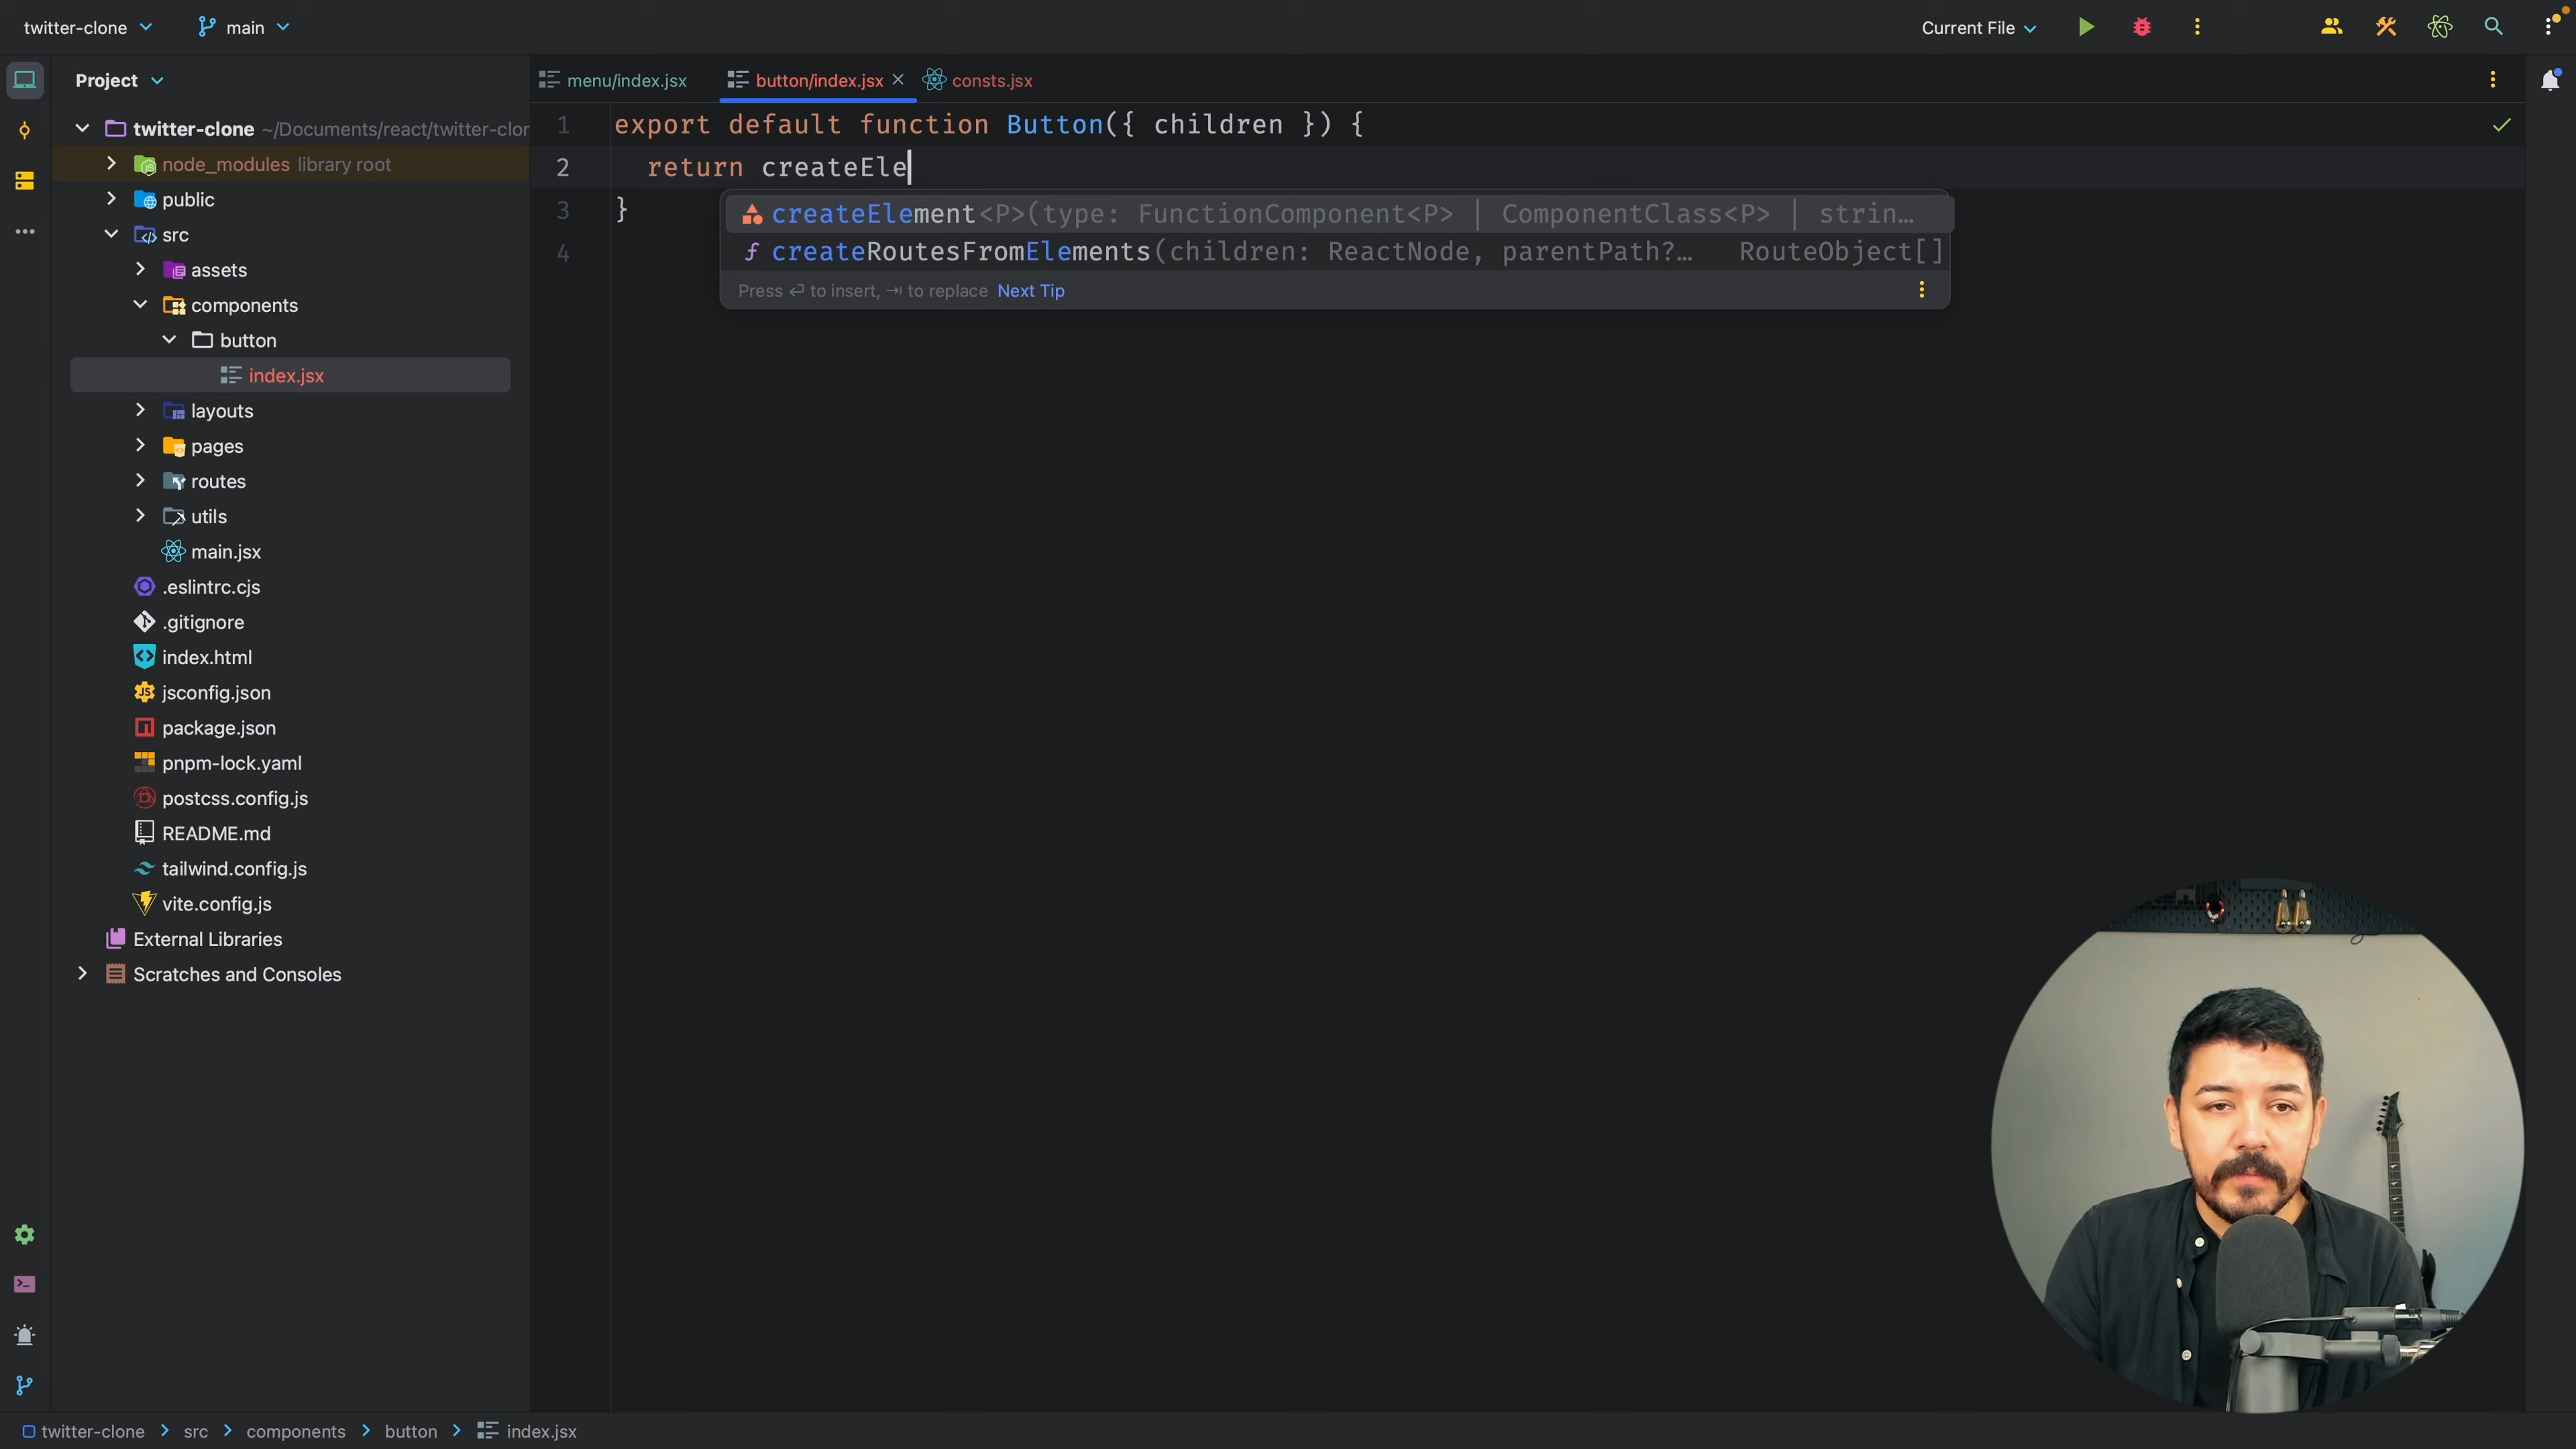 twitter-clone
main
Current File
Project
menu/index.jsx
button/index.jsx
consts.jsx
twitter-clone ~/Documents/react/twitter-clor
node_modules library root
public
src
assets
components
button
index.jsx
layouts
pages
routes
utils
main.jsx
.eslintrc.cjs
.gitignore
index.html
jsconfig.json
package.json
pnpm-lock.yaml
postcss.config.js
README.md
tailwind.config.js
vite.config.js
External Libraries
Scratches and Consoles
1 export default function Button({ children }) {
2 return createEle
3 }
4
createElement<P>(type: FunctionComponent<P> | ComponentClass<P> | strin…
f createRoutesFromElements(children: ReactNode, parentPath?… RouteObject[]
Press ⏎ to insert, ⇥ to replace Next Tip
twitter-clone > src > components > button > index.jsx